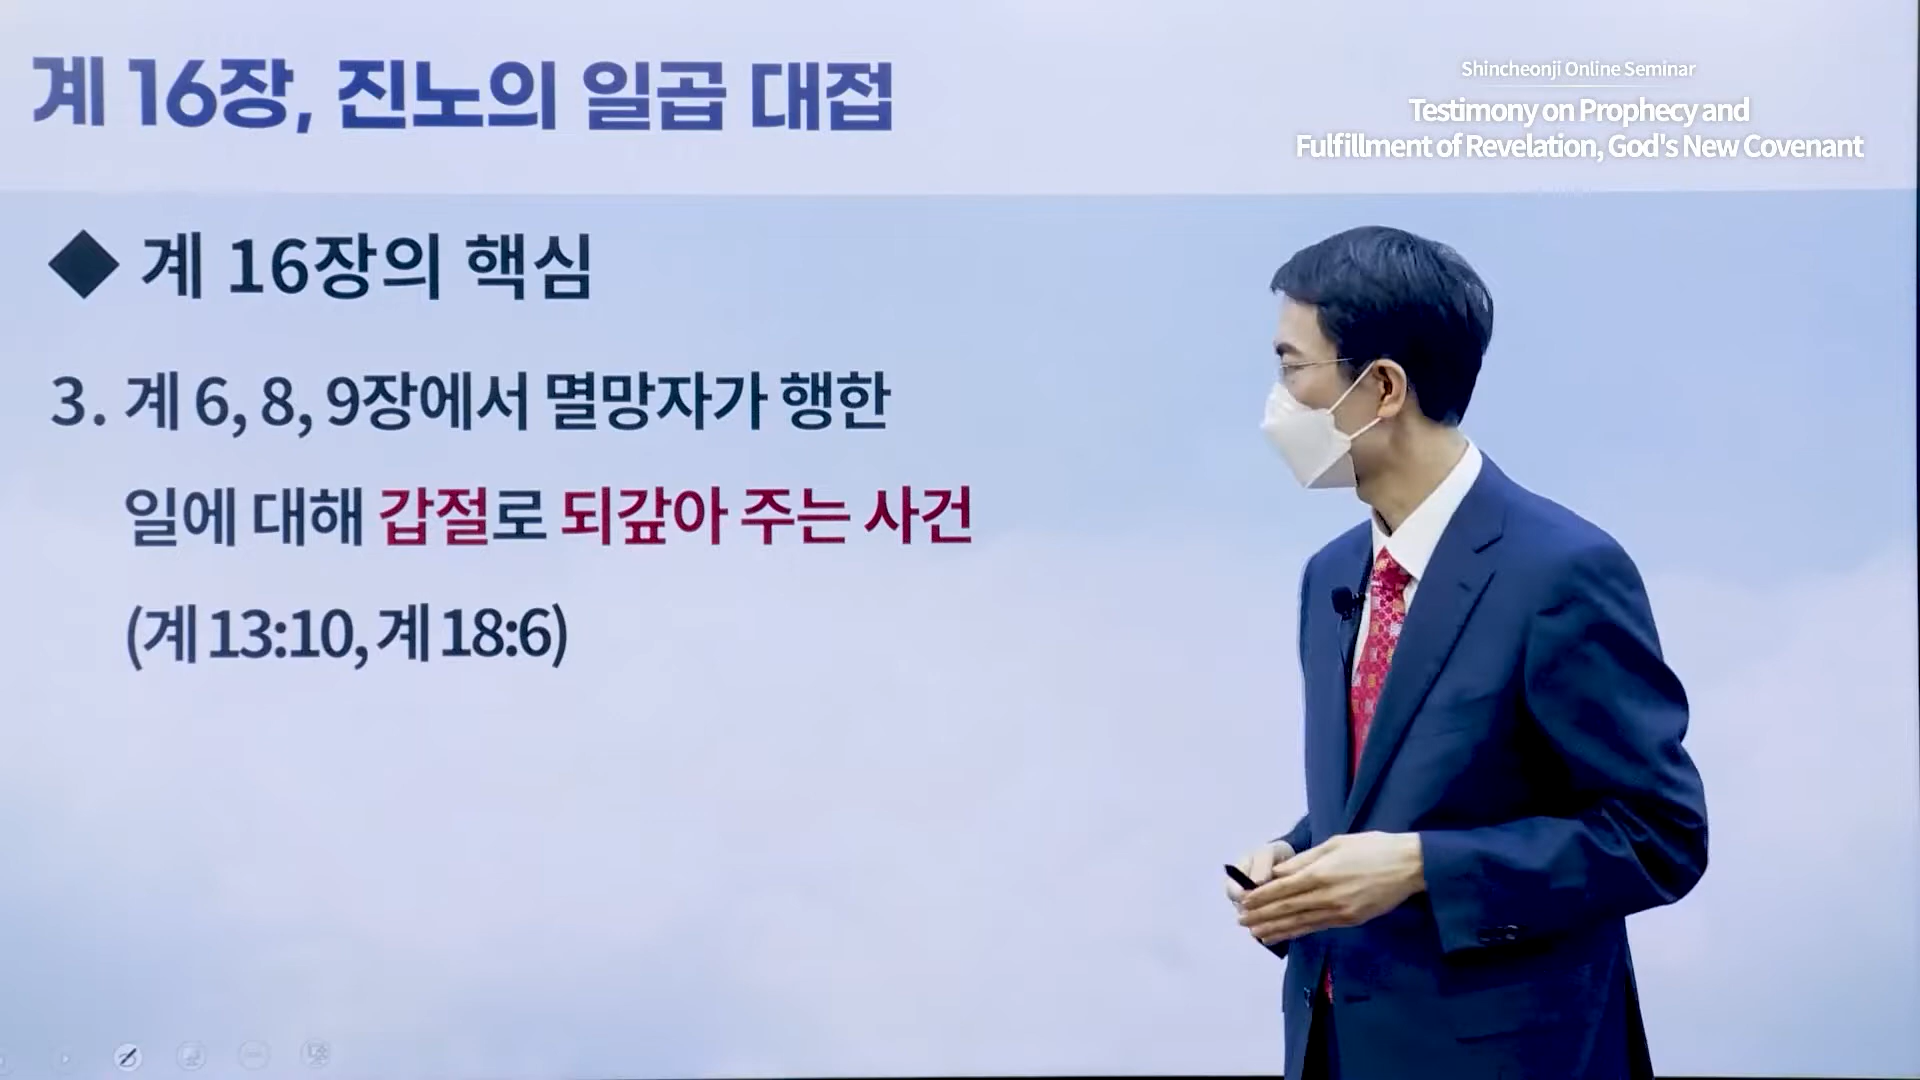 계 16장, 진노의 일곱 대접
Shincheonji Online Seminar
Testimony on Prophecy and
Fulfillment of Revelation, God's New Covenant
◆ 계 16장의 핵심
3. 계 6, 8, 9장에서 멸망자가 행한
일에 대해 갑절로 되갚아 주는 사건
(계 13:10, 계 18:6)